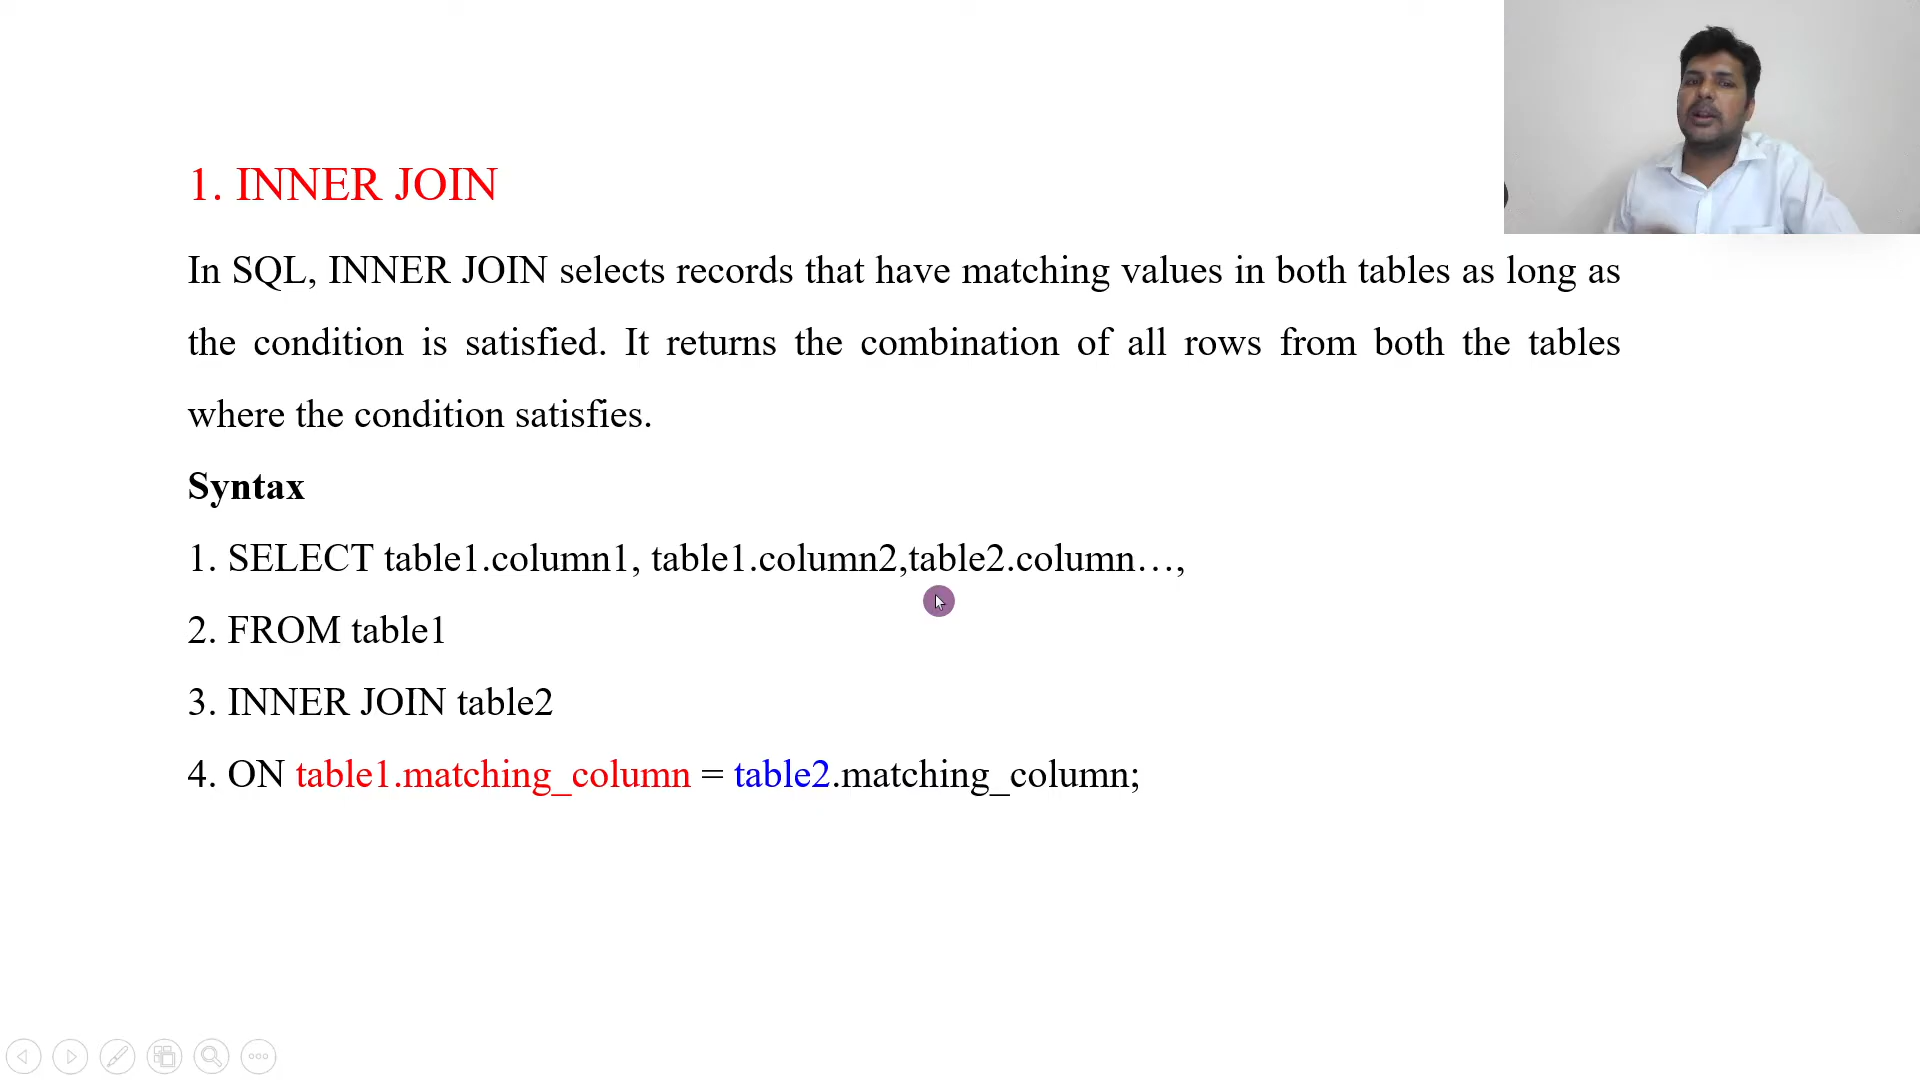 1. INNER JOIN
In SQL, INNER JOIN selects records that have matching values in both tables as long as
the condition is satisfied. It returns the combination of all rows from both the tables
where the condition satisfies.
Syntax
1. SELECT table1.column1, table1.column2,table2.column…,
2. FROM table1
3. INNER JOIN table2
4. ON table1.matching_column = table2.matching_column;